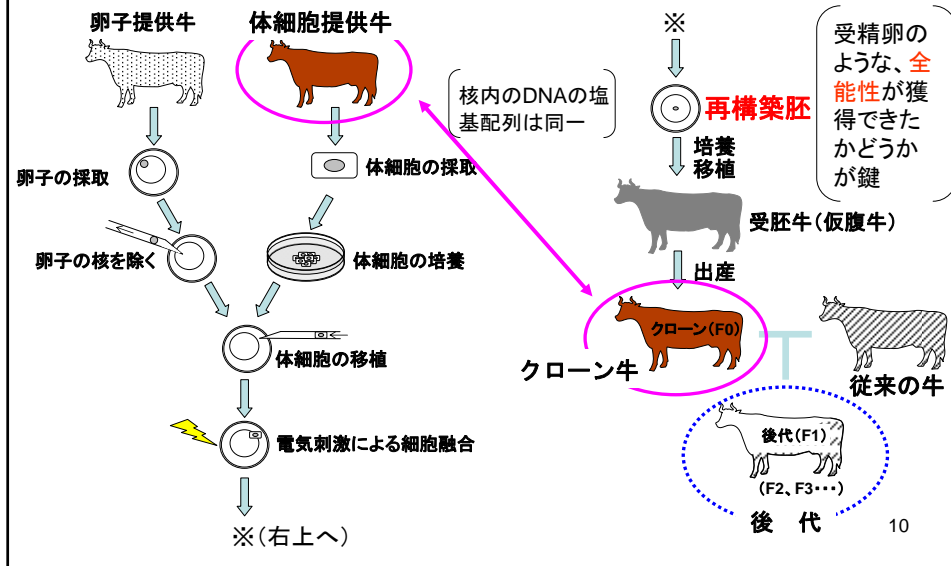 卵子提供牛
体細胞提供牛
卵子の採取
体細胞の採取
卵子の核を除く
体細胞の培養
体細胞の移植
電気刺激による細胞融合
※(右上へ)
核内のDNAの塩
基配列は同一
※
再構築胚
培養
移植
受胚牛(仮腹牛)
出産
クローン(F0)
クローン牛
従来の牛
後代(F1)
(F2、F3・・・)
後 代
受精卵の
ような、全
能性が獲
得できた
かどうか
が鍵
10